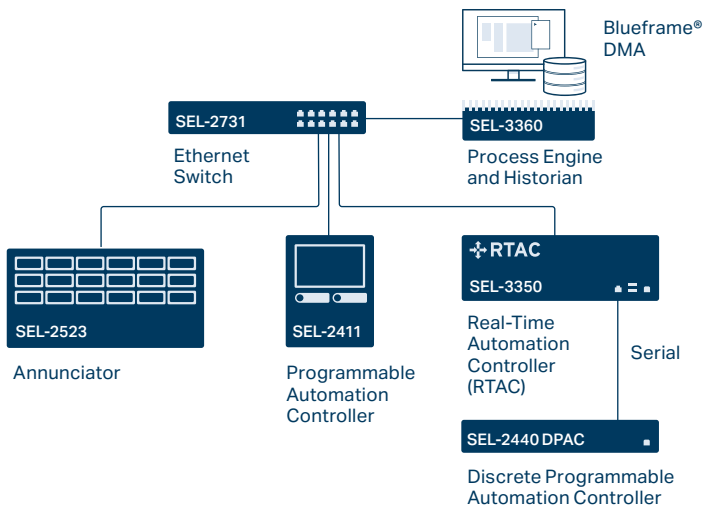 Blueframe®
DMA
SEL-2731
SEL-3360
Ethernet
Switch
Process Engine
and Historian
RTAC
SEL-3350
SEL-2523
SEL-2411
Annunciator
Programmable
Automation
Controller
Real-Time
Automation
Controller
(RTAC)
Serial
SEL-2440 DPAC
Discrete Programmable
Automation Controller